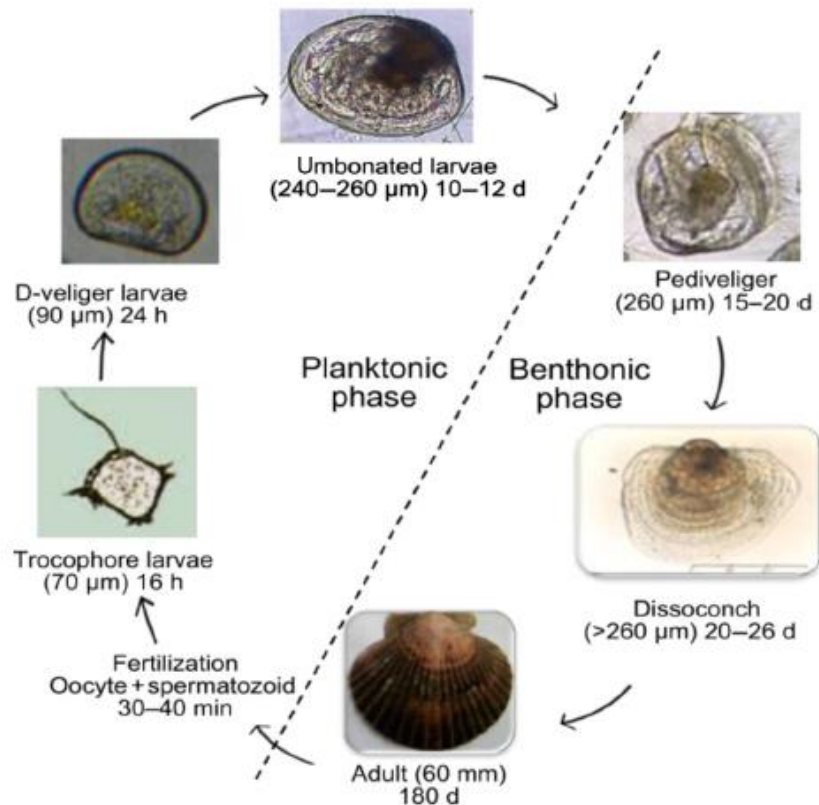 Umbonated larvae
(240–260 µm) 10–12 d
D-veliger larvae
(90 µm) 24 h
Pediveliger
(260 µm) 15–20 d
Planktonic
phase
Benthonic
phase
Trocophore larvae
(70 µm) 16 h
Dissoconch
(>260 µm) 20–26 d
Fertilization
Oocyte + spermatozoid
30–40 min
Adult (60 mm)
180 d